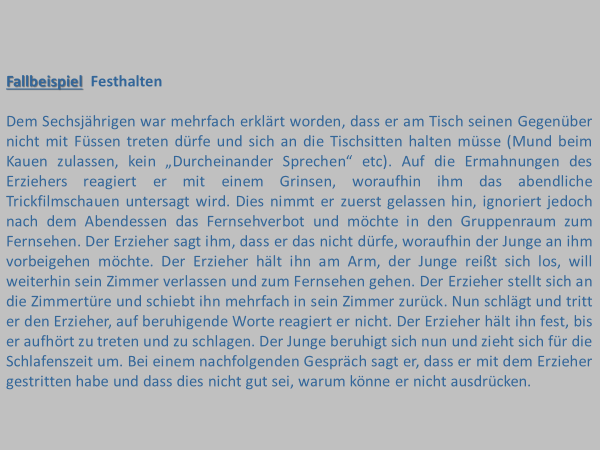 Fallbeispiel Festhalten
Dem Sechsjährigen war mehrfach erklärt worden, dass er am Tisch seinen Gegenüber
nicht mit Füssen treten dürfe und sich an die Tischsitten halten müsse (Mund beim
Kauen zulassen, kein „Durcheinander Sprechen“ etc). Auf die Ermahnungen des
Erziehers reagiert er mit einem Grinsen, woraufhin ihm das abendliche
Trickfilmschauen untersagt wird. Dies nimmt er zuerst gelassen hin, ignoriert jedoch
nach dem Abendessen das Fernsehverbot und möchte in den Gruppenraum zum
Fernsehen. Der Erzieher sagt ihm, dass er das nicht dürfe, woraufhin der Junge an ihm
vorbeigehen möchte. Der Erzieher hält ihn am Arm, der Junge reißt sich los, will
weiterhin sein Zimmer verlassen und zum Fernsehen gehen. Der Erzieher stellt sich an
die Zimmertüre und schiebt ihn mehrfach in sein Zimmer zurück. Nun schlägt und tritt
er den Erzieher, auf beruhigende Worte reagiert er nicht. Der Erzieher hält ihn fest, bis
er aufhört zu treten und zu schlagen. Der Junge beruhigt sich nun und zieht sich für die
Schlafenszeit um. Bei einem nachfolgenden Gespräch sagt er, dass er mit dem Erzieher
gestritten habe und dass dies nicht gut sei, warum könne er nicht ausdrücken.